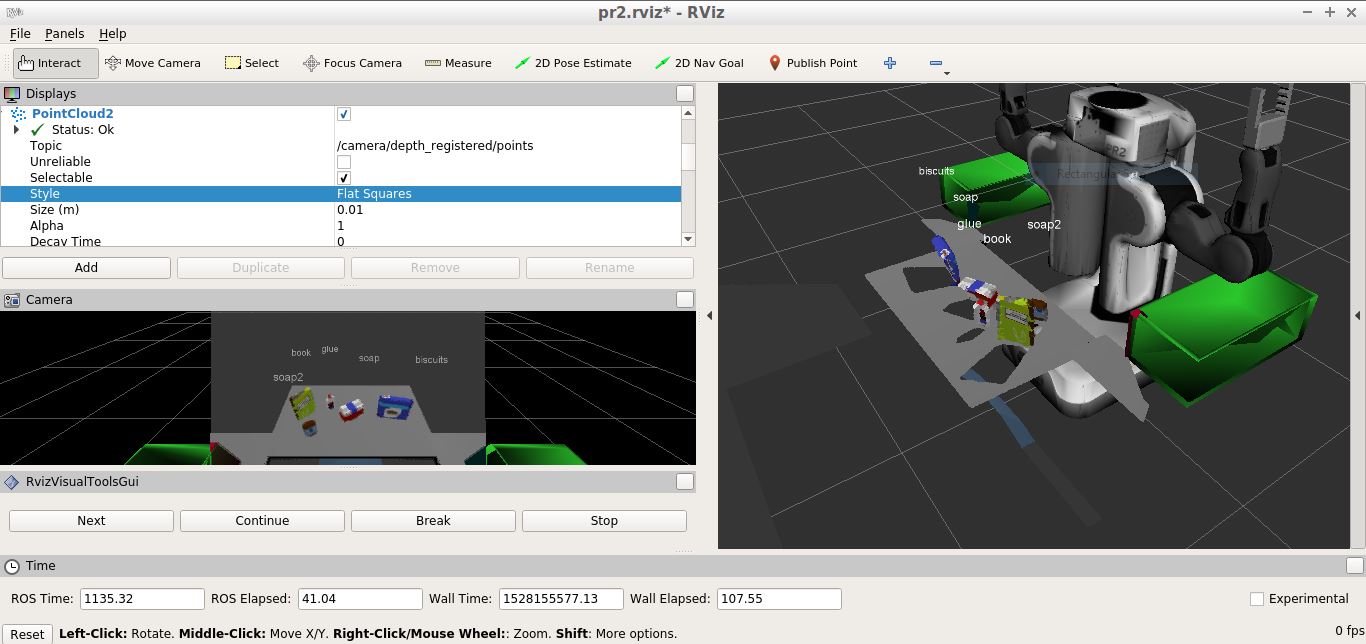 RViz
pr2.rviz* - RViz
File Panels Help
Interact Move Camera Select Focus Camera Measure 2D Pose Estimate 2D Nav Goal Publish Point
Displays
PointCloud2
Status: Ok
Topic /camera/depth_registered/points
Unreliable
Selectable
Style Flat Squares
Size (m) 0.01
Alpha 1
Decay Time 0
Add Duplicate Remove Rename
Camera
book glue soap biscuits
soap2
RvizVisualToolsGui
Next Continue Break Stop
PR2
biscuits
soap
glue
soap2
book
Time
ROS Time: 1135.32 ROS Elapsed: 41.04 Wall Time: 1528155577.13 Wall Elapsed: 107.55 Experimental
Reset Left-Click: Rotate. Middle-Click: Move X/Y. Right-Click/Mouse Wheel:: Zoom. Shift: More options. 0 fps